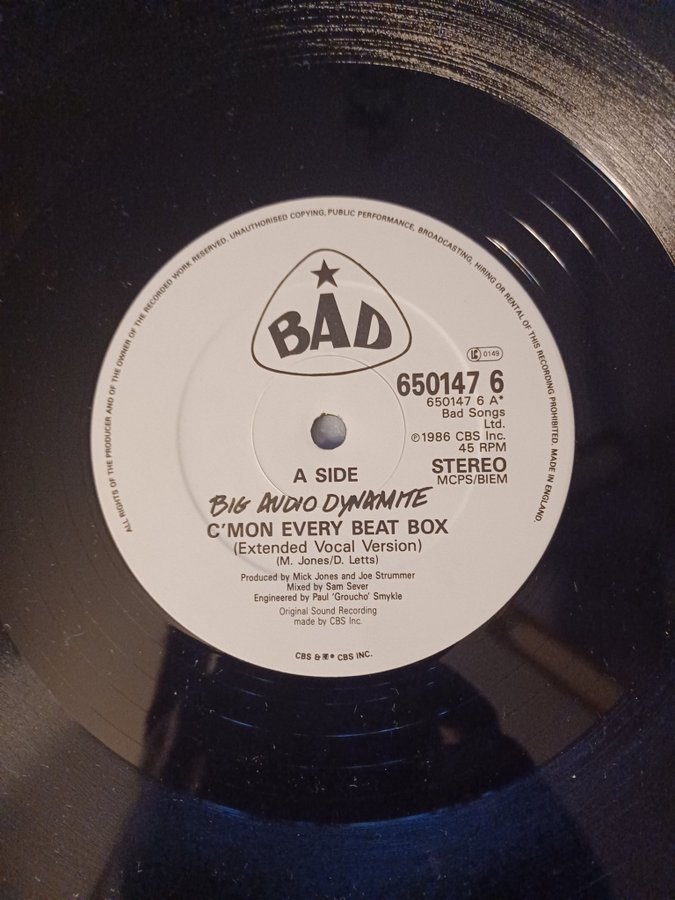 ALL RIGHTS OF THE PRODUCER AND OF THE OWNER OF THE RECORDED WORK RESERVED. UNAUTHORISED COPYING, PUBLIC PERFORMANCE, BROADCASTING, HIRING OR RENTAL OF THIS RECORDING PROHIBITED. MADE IN ENGLAND.
BAD
LC 0149
650147 6
650147 6 A*
Bad Songs
Ltd.
℗1986 CBS Inc.
45 RPM
A SIDE
STEREO
MCPS/BIEM
BIG AUDIO DYNAMITE
C'MON EVERY BEAT BOX
(Extended Vocal Version)
(M. Jones/D. Letts)
Produced by Mick Jones and Joe Strummer
Mixed by Sam Sever
Engineered by Paul 'Groucho' Smykle
Original Sound Recording
made by CBS Inc.
CBS & ® CBS INC.